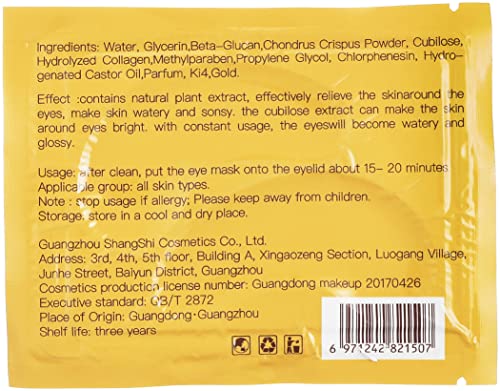 Ingredients: Water, Glycerin,Beta-Glucan,Chondrus Crispus Powder, Cubilose,
Hydrolyzed Collagen,Methylparaben,Propylene Glycol, Chlorphenesin, Hydro-
genated Castor Oil,Parfum, Ki4,Gold.
Effect :contains natural plant extract, effectively relieve the skinaround the
eyes, make skin watery and sonsy. the cubilose extract can make the skin
around eyes bright. with constant usage, the eyeswill become watery and
glossy.
Usage: after clean, put the eye mask onto the eyelid about 15– 20 minutes.
Applicable group: all skin types.
Note : stop usage if allergy; Please keep away from children.
Storage: store in a cool and dry place.
Guangzhou ShangShi Cosmetics Co., Ltd.
Address: 3rd, 4th, 5th floor, Building A, Xingaozeng Section, Luogang Village,
Junhe Street, Baiyun District, Guangzhou
Cosmetics production license number: Guangdong makeup 20170426
Executive standard: QB/T 2872
Place of Origin: Guangdong·Guangzhou
Shelf life: three years
6 971242 821507